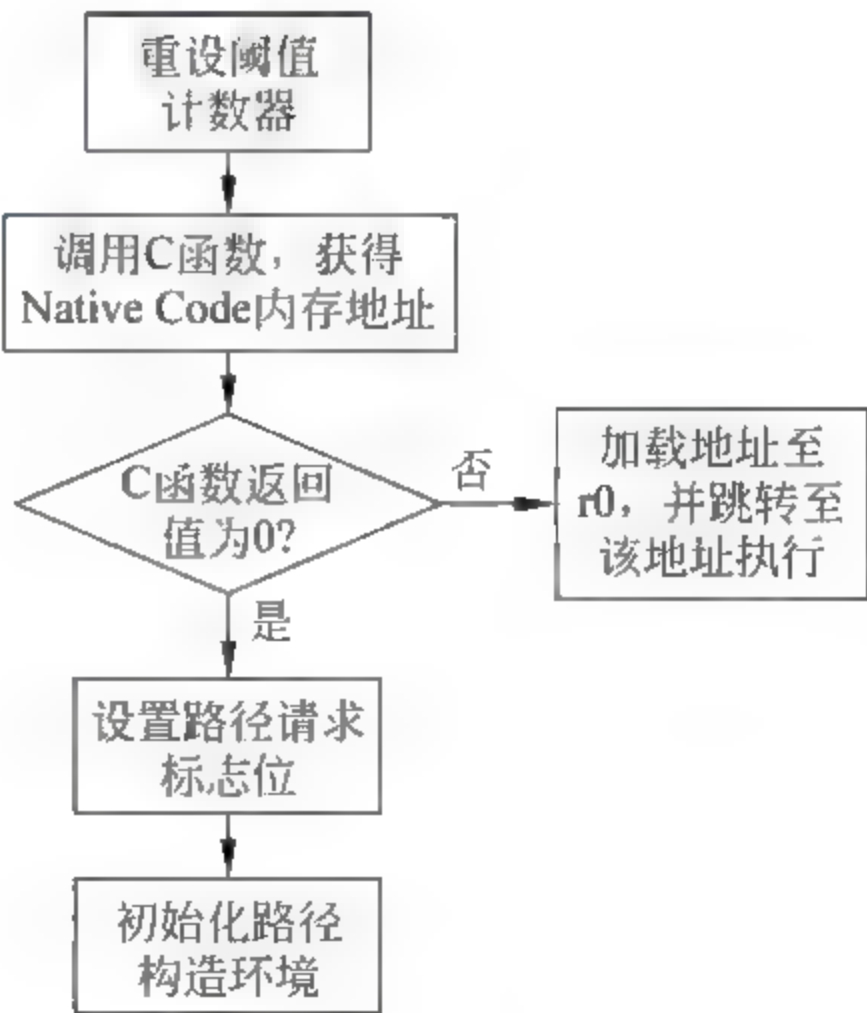 重设阈值
计数器
调用C函数，获得
Native Code内存地址
C函数返回
值为0?
否
加载地址至
r0，并跳转至
该地址执行
是
设置路径请求
标志位
初始化路径
构造环境